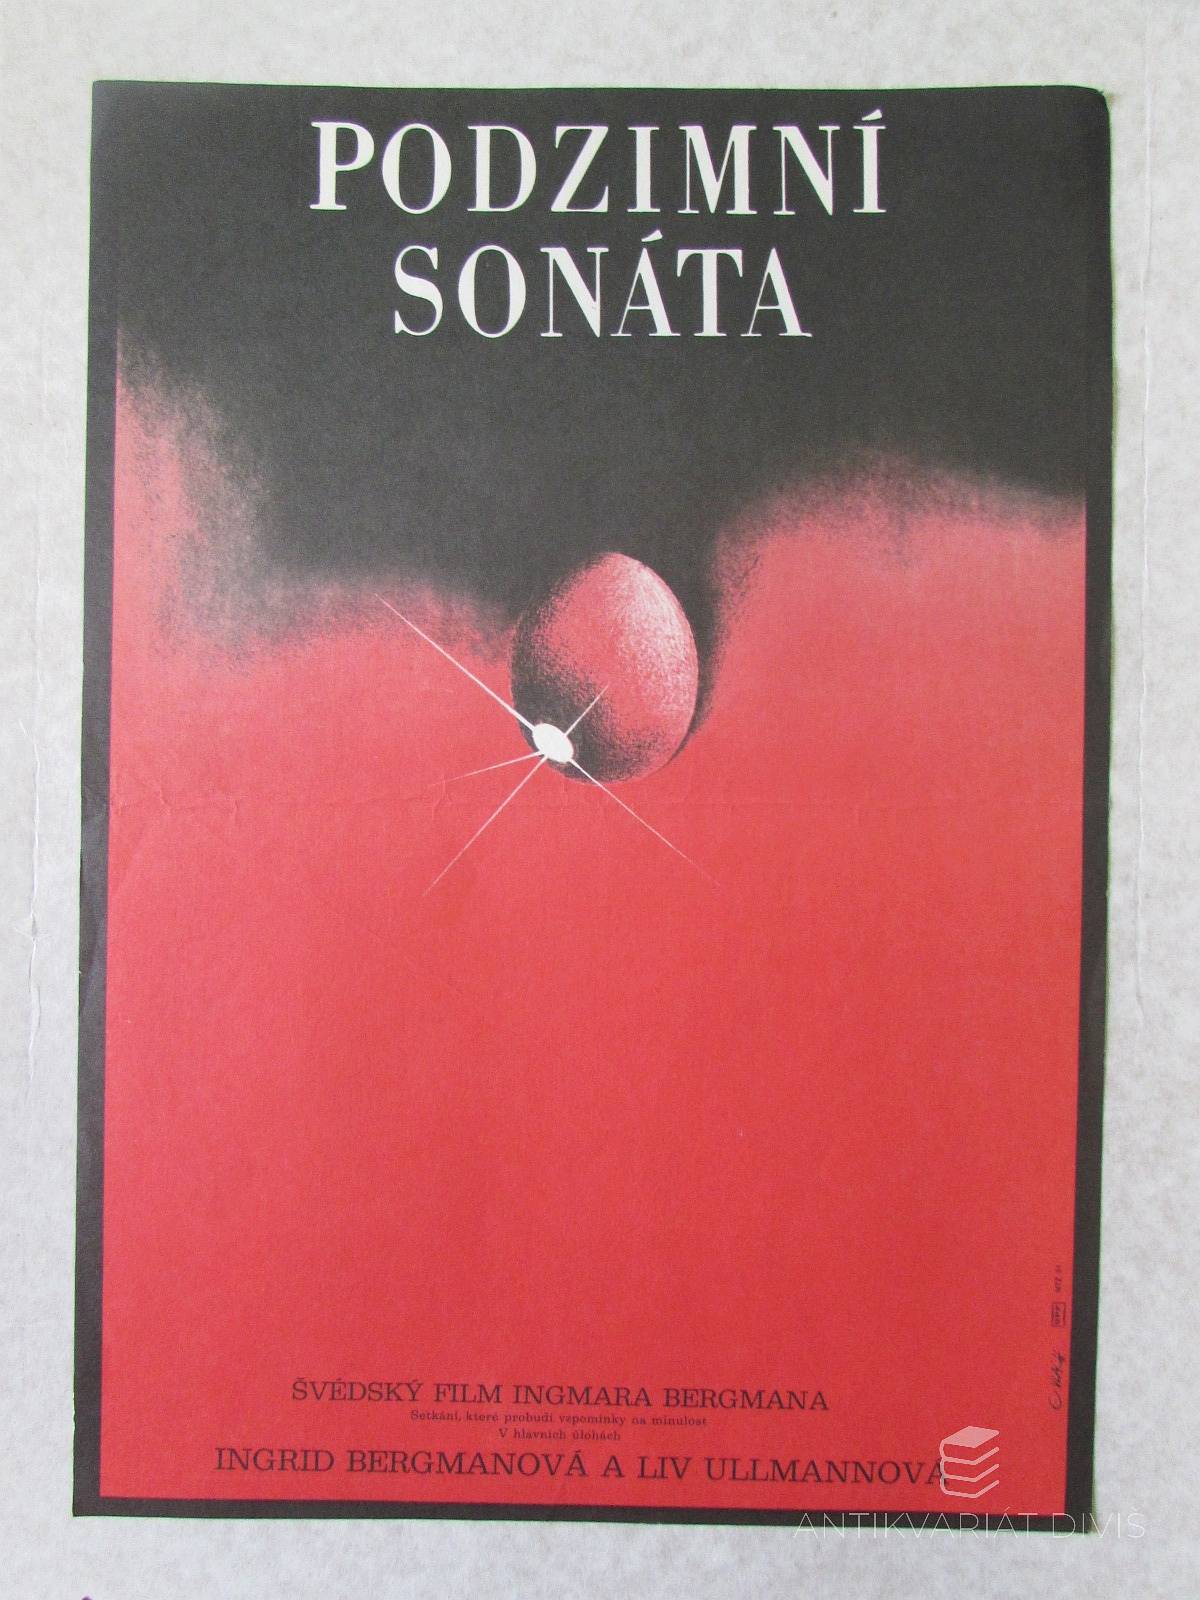 PODZIMNÍ
SONÁTA
ŠVÉDSKÝ FILM INGMARA BERGMANA
Setkání, které probudí vzpomínky na minulost
V hlavních úlohách
INGRID BERGMANOVÁ A LIV ULLMANNOVÁ
ANTIKVARIÁT DIVIŠ